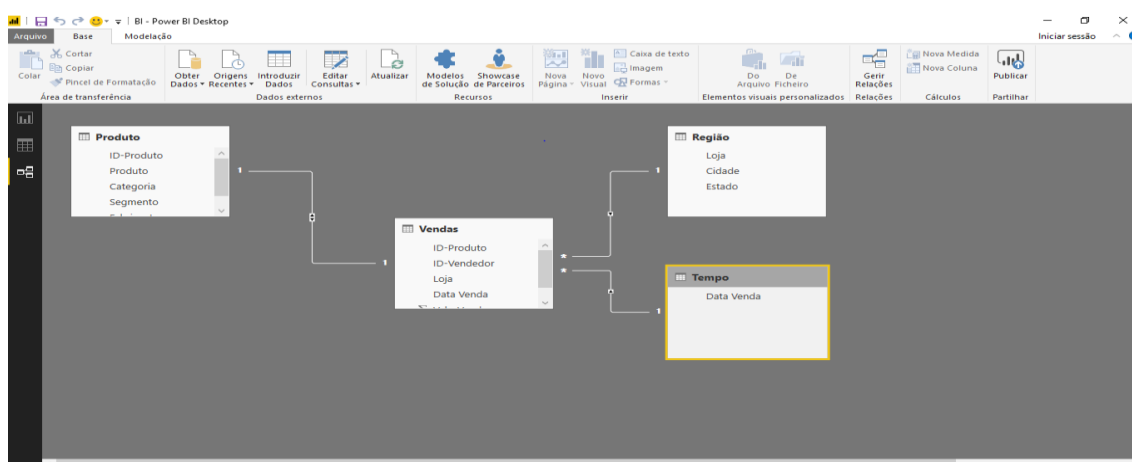 BI - Power BI Desktop
Arquivo Base Modelação Iniciar sessão
Colar
Cortar
Copiar
Pincel de Formatação
Área de transferência
Obter Dados
Origens Recentes
Introduzir Dados
Editar Consultas
Dados externos
Atualizar
Modelos de Solução
Showcase de Parceiros
Recursos
Nova Página
Novo Visual
Caixa de texto
Imagem
Formas
Inserir
Do Arquivo
De Ficheiro
Elementos visuais personalizados
Gerir Relações
Relações
Nova Medida
Nova Coluna
Cálculos
Publicar
Partilhar
Produto
ID-Produto
Produto
Categoria
Segmento
1
1
Vendas
ID-Produto
ID-Vendedor
Loja
Data Venda
*
*
Região
Loja
Cidade
Estado
1
Tempo
Data Venda
1